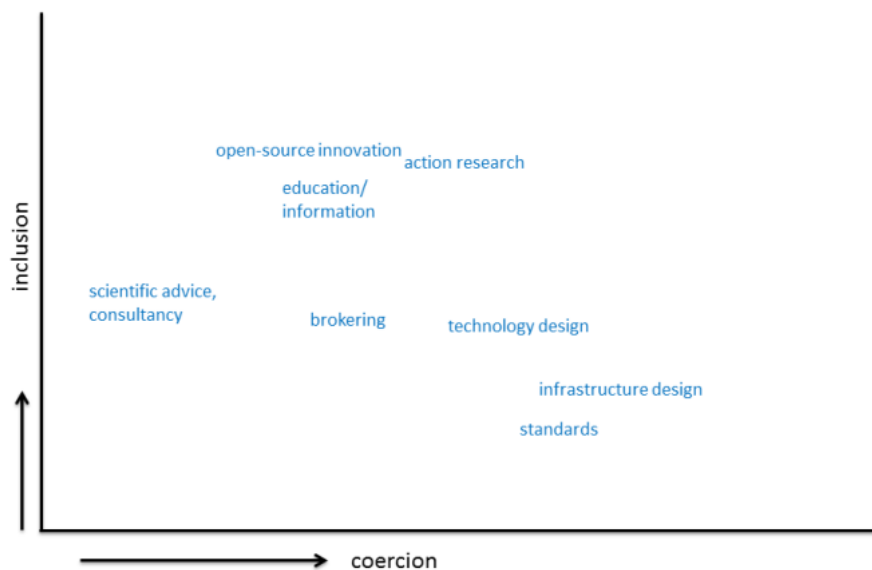 open-source innovation
action research
education/
information
inclusion
scientific advice,
consultancy
brokering
technology design
infrastructure design
standards
coercion